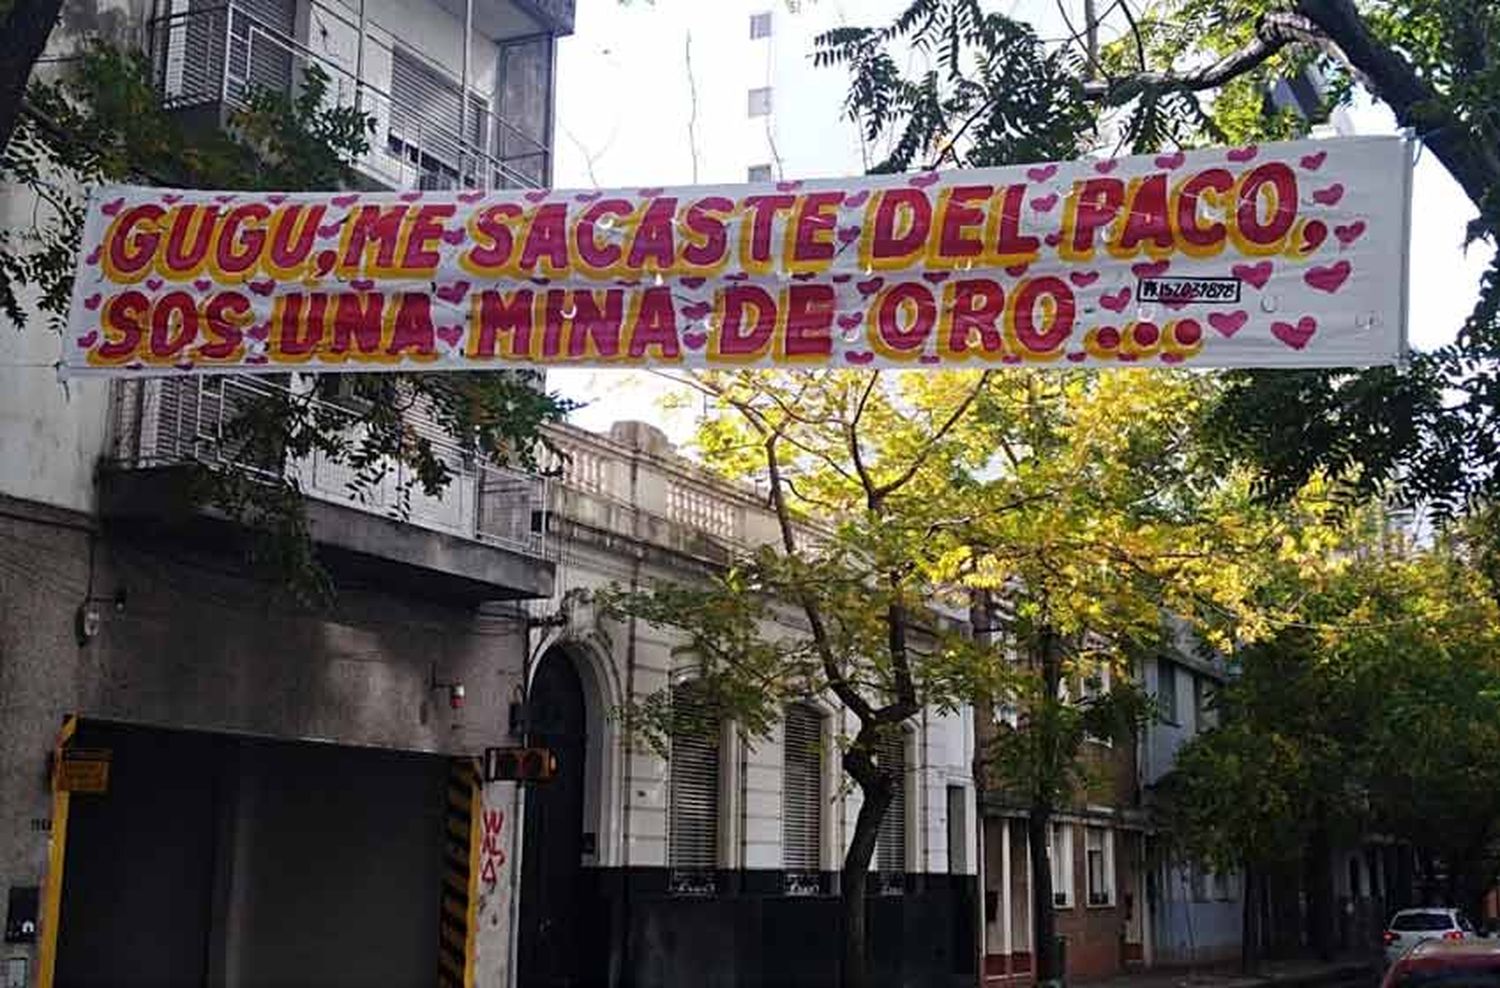 GUGU, ME SACASTE DEL PACO,
SOS UNA MINA DE ORO...